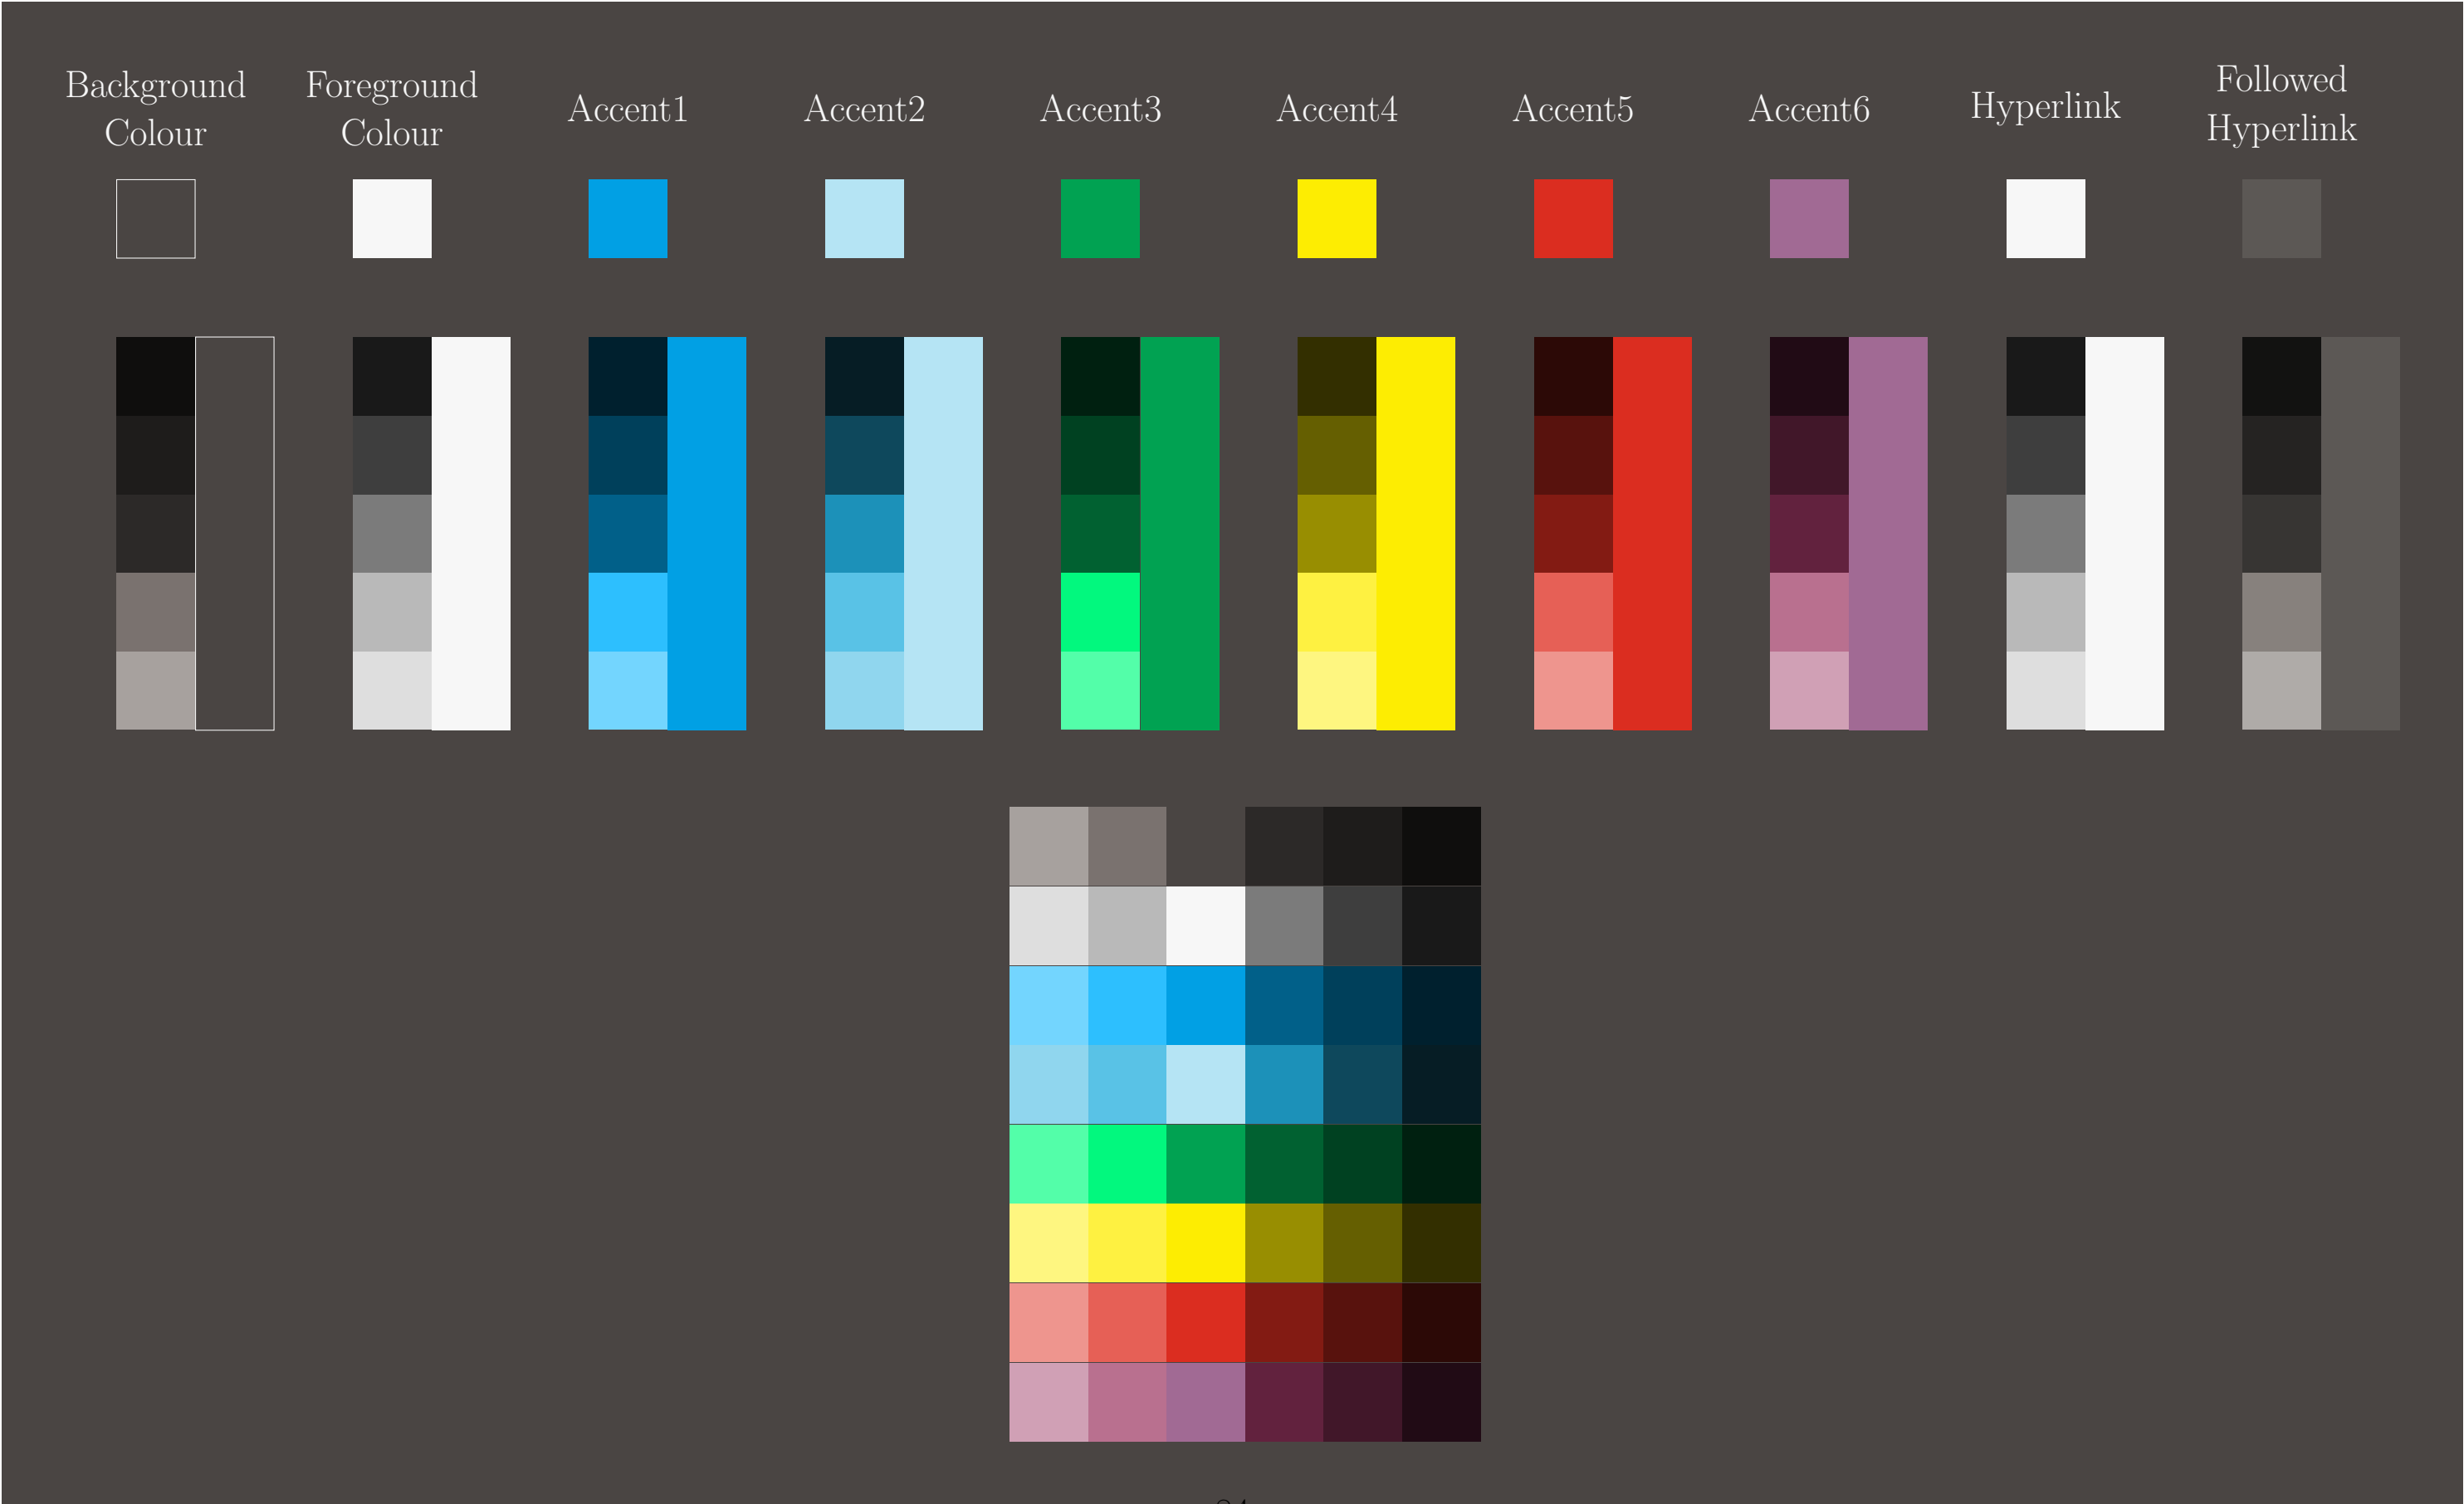 Background
Colour
Foreground
Colour
Accent1
Accent2
Accent3
Accent4
Accent5
Accent6
Hyperlink
Followed
Hyperlink